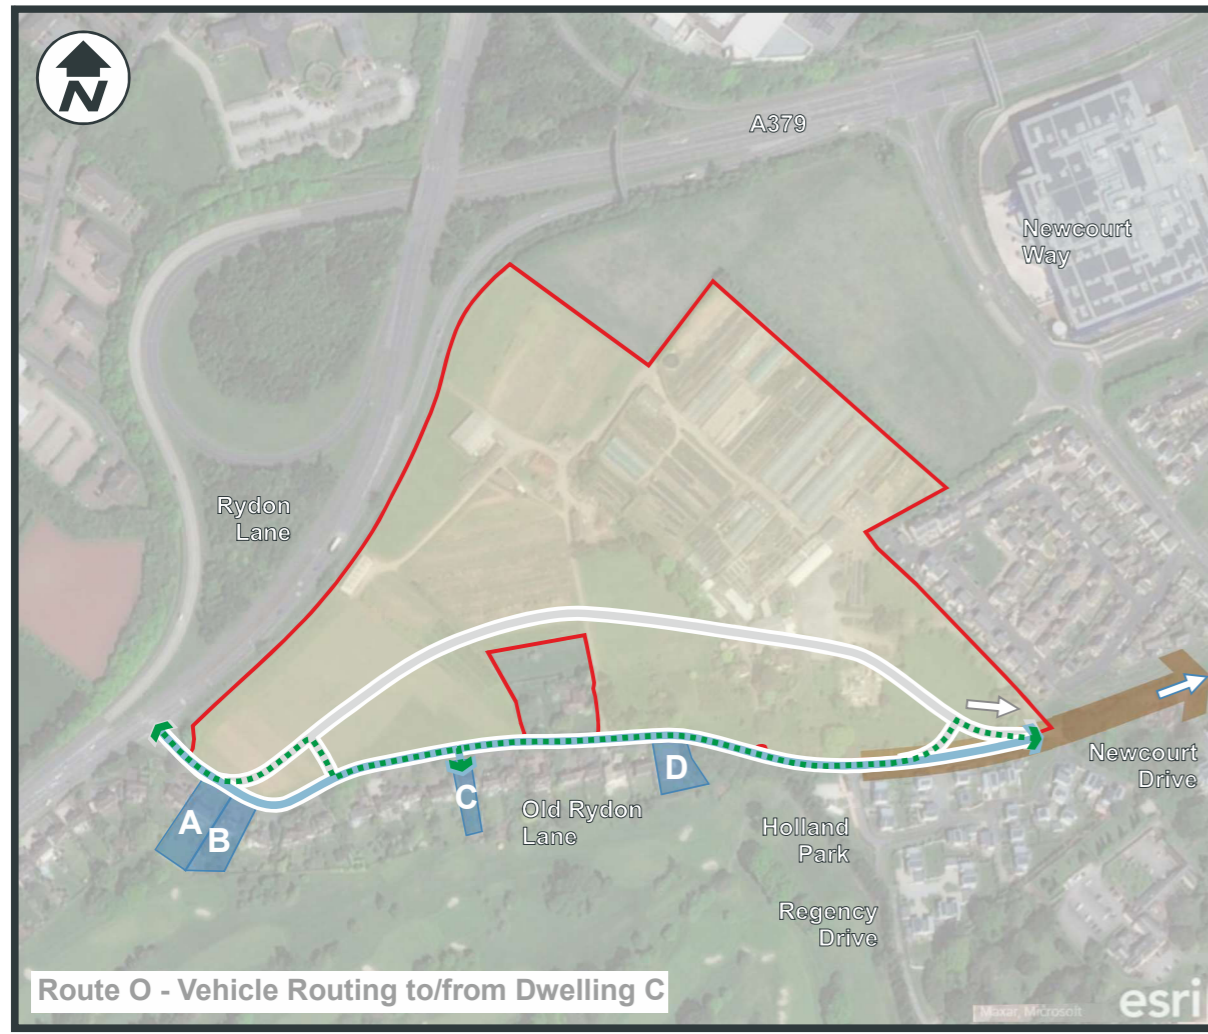 N
A379
Newcourt
Way
Rydon
Lane
Newcourt
Drive
A
B
C
D
Old Rydon
Lane
Holland
Park
Regency
Drive
Route O - Vehicle Routing to/from Dwelling C
Maxar, Microsoft
esri